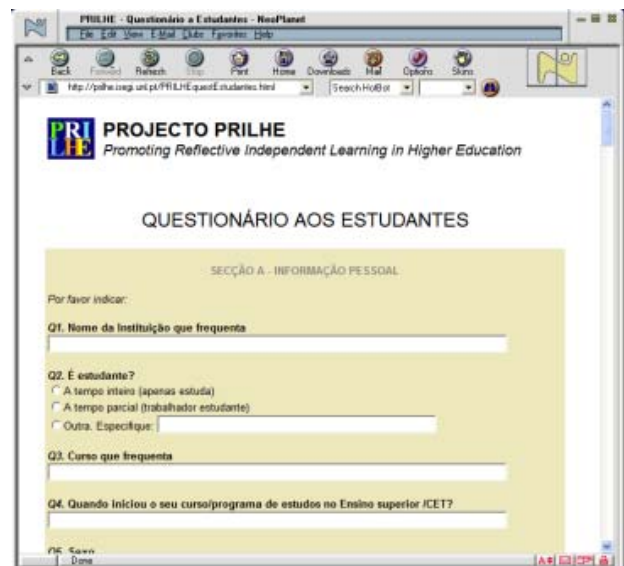 PRILHE - Questionário a Estudantes - NeoPlanet
File Edit View E-Mail Clubs Favorites Help
Back Forward Refresh Stop Print Home Downloads Mail Options Skins
Search HotBot
PRI
LHE
PROJECTO PRILHE
Promoting Reflective Independent Learning in Higher Education
QUESTIONÁRIO AOS ESTUDANTES
SECÇÃO A - INFORMAÇÃO PESSOAL
Por favor indicar:
Q1. Nome da Instituição que frequenta
Q2. É estudante?
A tempo inteiro (apenas estuda)
A tempo parcial (trabalhador estudante)
Outra. Especifique:
Q3. Curso que frequenta
Q4. Quando iniciou o seu curso/programa de estudos no Ensino superior /CET?
Q5. Sexo
Done